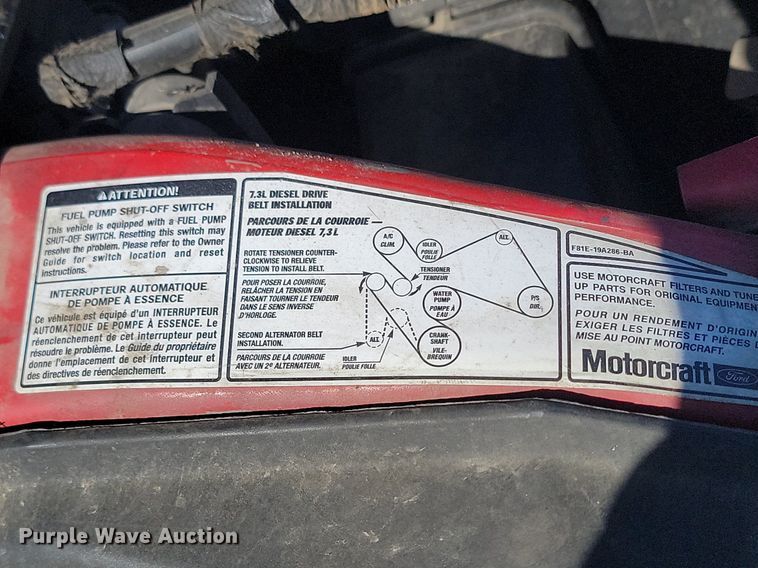 ATTENTION!
FUEL PUMP SHUT-OFF SWITCH
This vehicle is equipped with a FUEL PUMP
SHUT-OFF SWITCH. Resetting this switch may
resolve the problem. Please refer to the Owner
Guide for switch location and reset
instructions.
INTERRUPTEUR AUTOMATIQUE
DE POMPE À ESSENCE
Ce véhicule est équipé d'un INTERRUPTEUR
AUTOMATIQUE DE POMPE À ESSENCE. Le
réenclenchement de cet interrupteur peut
résoudre le problème. Le Guide du propriétaire
donne l'emplacement de cet interrupteur et
des directives de réenclenchement.
7.3L DIESEL DRIVE
BELT INSTALLATION
PARCOURS DE LA COURROIE
MOTEUR DIESEL 7,3 L
ROTATE TENSIONER COUNTER-
CLOCKWISE TO RELIEVE
TENSION TO INSTALL BELT.
POUR POSER LA COURROIE,
RELÂCHER LA TENSION EN
FAISANT TOURNER LE TENDEUR
DANS LE SENS INVERSE
D'HORLOGE.
SECOND ALTERNATOR BELT
INSTALLATION.
PARCOURS DE LA COURROIE
AVEC UN 2e ALTERNATEUR.
A/C
CLIM.
IDLER
POULIE
FOLLE
ALT.
TENSIONER
TENDEUR
WATER
PUMP
POMPE À
EAU
P/S
DIR.
ALT.
IDLER
POULIE FOLLE
CRANK-
SHAFT
VILE-
BREQUIN
F81E-19A286-BA
USE MOTORCRAFT FILTERS AND TUNE
UP PARTS FOR ORIGINAL EQUIPMENT
PERFORMANCE.
POUR UN RENDEMENT D'ORIGIN
EXIGER LES FILTRES ET PIÈCES D
MISE AU POINT MOTORCRAFT.
Motorcraft Ford
Purple Wave Auction